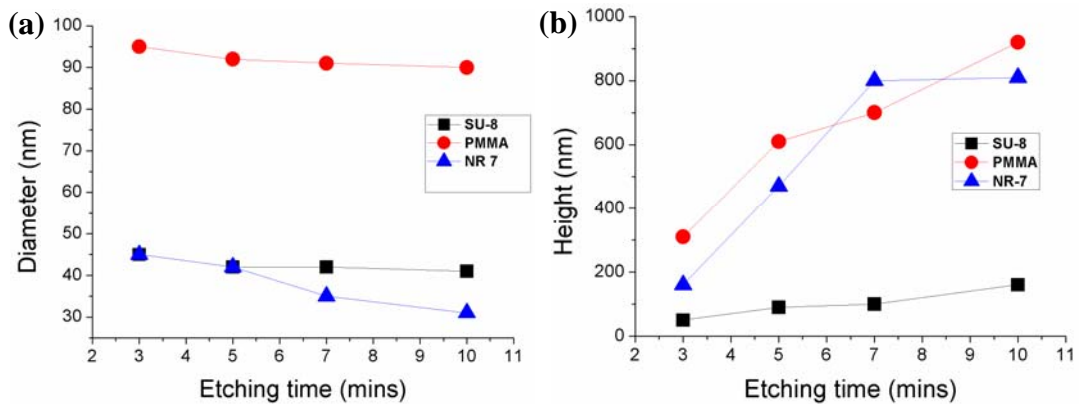 (a)
100
90
80
70
60
50
40
30
Diameter (nm)
SU-8
PMMA
NR 7
2 3 4 5 6 7 8 9 10 11
Etching time (mins)
(b)
1000
800
600
400
200
0
Height (nm)
SU-8
PMMA
NR-7
2 3 4 5 6 7 8 9 10 11
Etching time (mins)